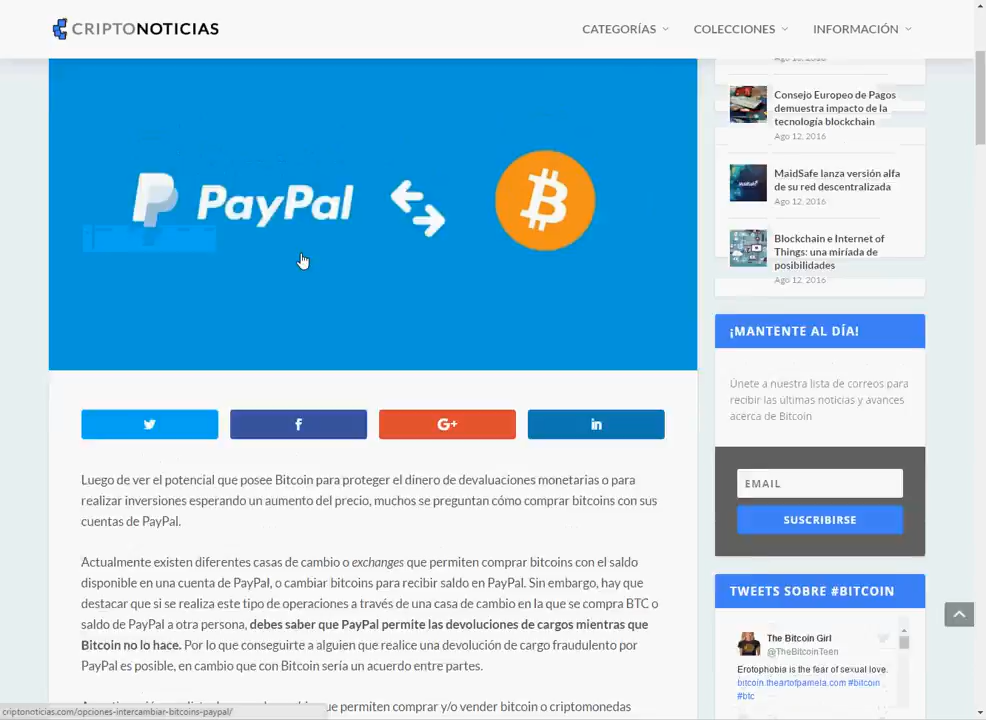 CRIPTONOTICIAS
CATEGORÍAS
COLECCIONES
INFORMACIÓN
PayPal
Luego de ver el potencial que posee Bitcoin para proteger el dinero de devaluaciones monetarias o para
realizar inversiones esperando un aumento del precio, muchos se preguntan cómo comprar bitcoins con sus
cuentas de PayPal.
Actualmente existen diferentes casas de cambio o exchanges que permiten comprar bitcoins con el saldo
disponible en una cuenta de PayPal, o cambiar bitcoins para recibir saldo en PayPal. Sin embargo, hay que
destacar que si se realiza este tipo de operaciones a través de una casa de cambio en la que se compra BTC o
saldo de PayPal a otra persona, debes saber que PayPal permite las devoluciones de cargos mientras que
Bitcoin no lo hace. Por lo que conseguirte a alguien que realice una devolución de cargo fraudulento por
PayPal es posible, en cambio que con Bitcoin sería un acuerdo entre partes.
que permiten comprar y/o vender bitcoin o criptomonedas
criptonoticias.com/opciones-intercambiar-bitcoins-paypal/
Ago 16, 2016
Consejo Europeo de Pagos
demuestra impacto de la
tecnología blockchain
Ago 12, 2016
MaidSafe lanza versión alfa
de su red descentralizada
Ago 12, 2016
Blockchain e Internet of
Things: una miríada de
posibilidades
Ago 12, 2016
¡MANTENTE AL DÍA!
Únete a nuestra lista de correos para
recibir las últimas noticias y avances
acerca de Bitcoin
EMAIL
SUSCRIBIRSE
TWEETS SOBRE #BITCOIN
The Bitcoin Girl
@TheBitcoinTeen
Erotophobia is the fear of sexual love.
bitcoin.theartofpamela.com #bitcoin
#btc